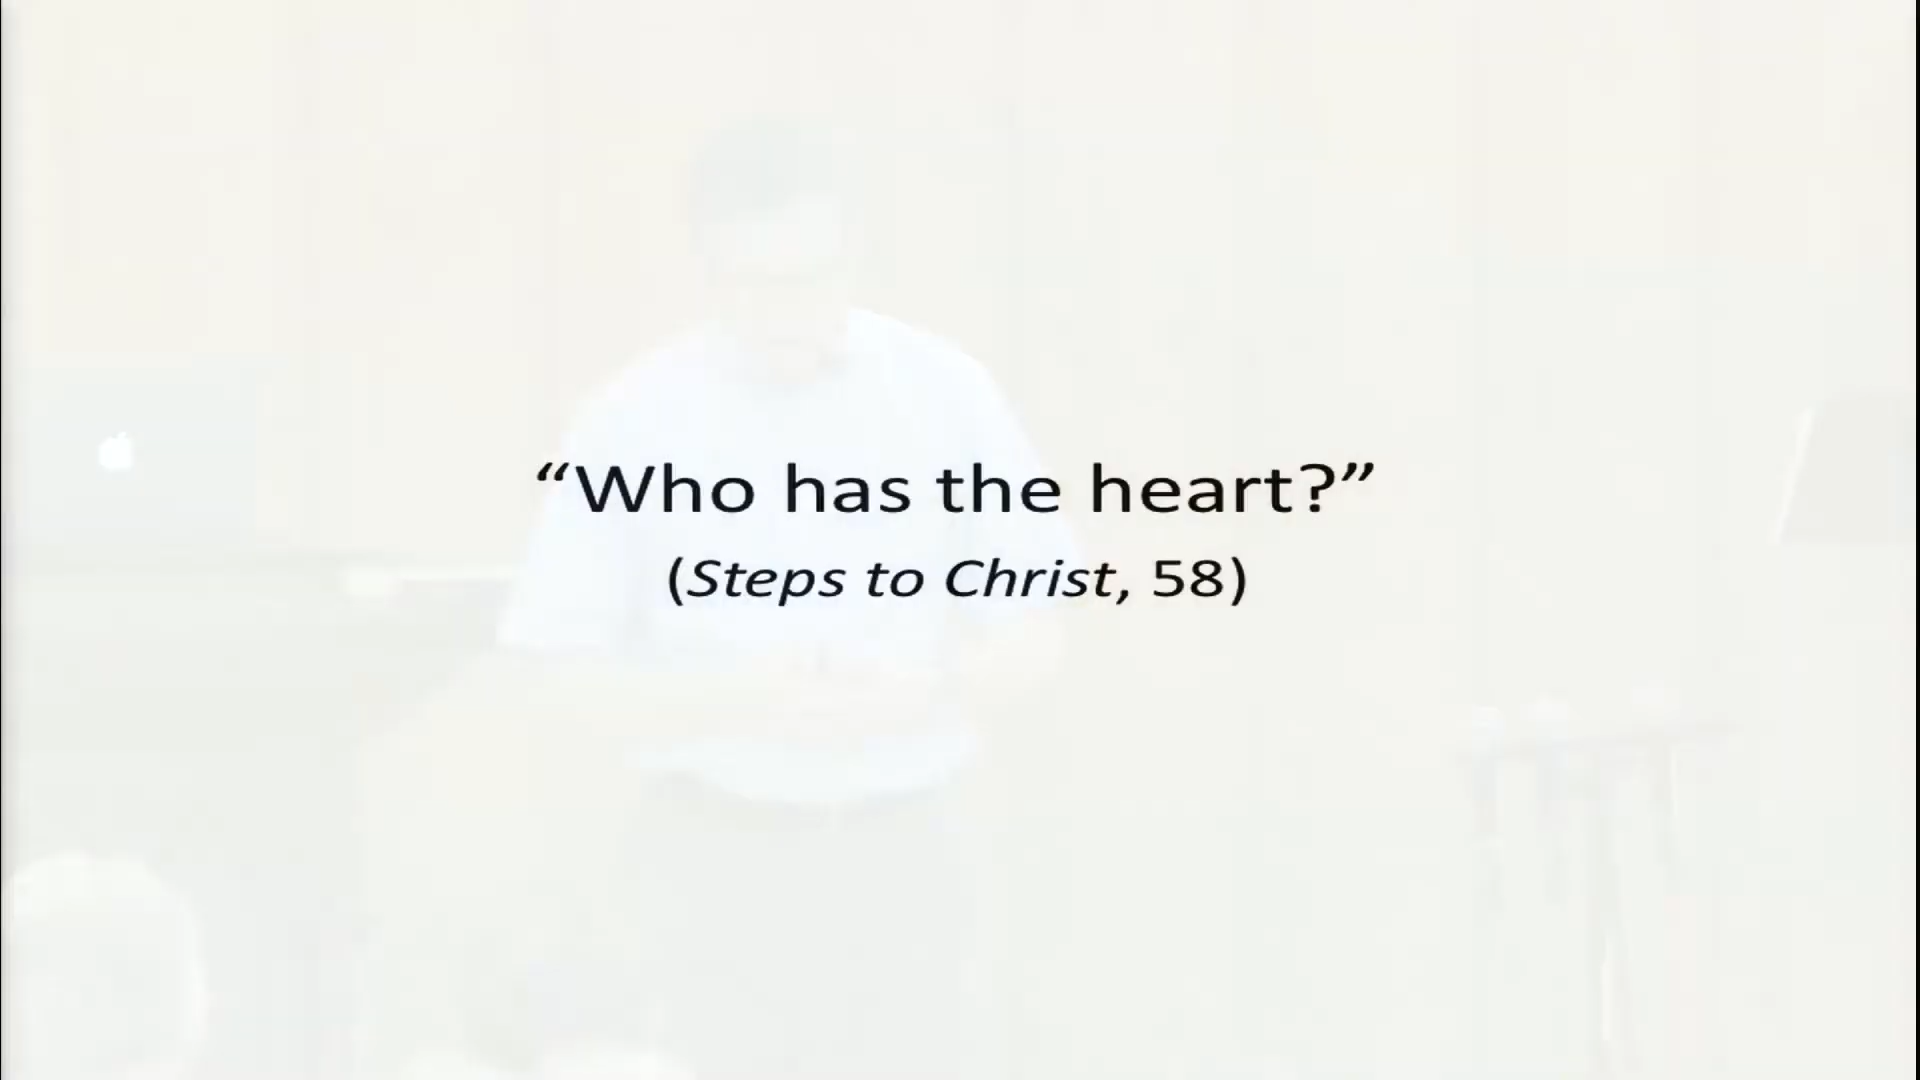 “Who has the heart?”
(Steps to Christ, 58)